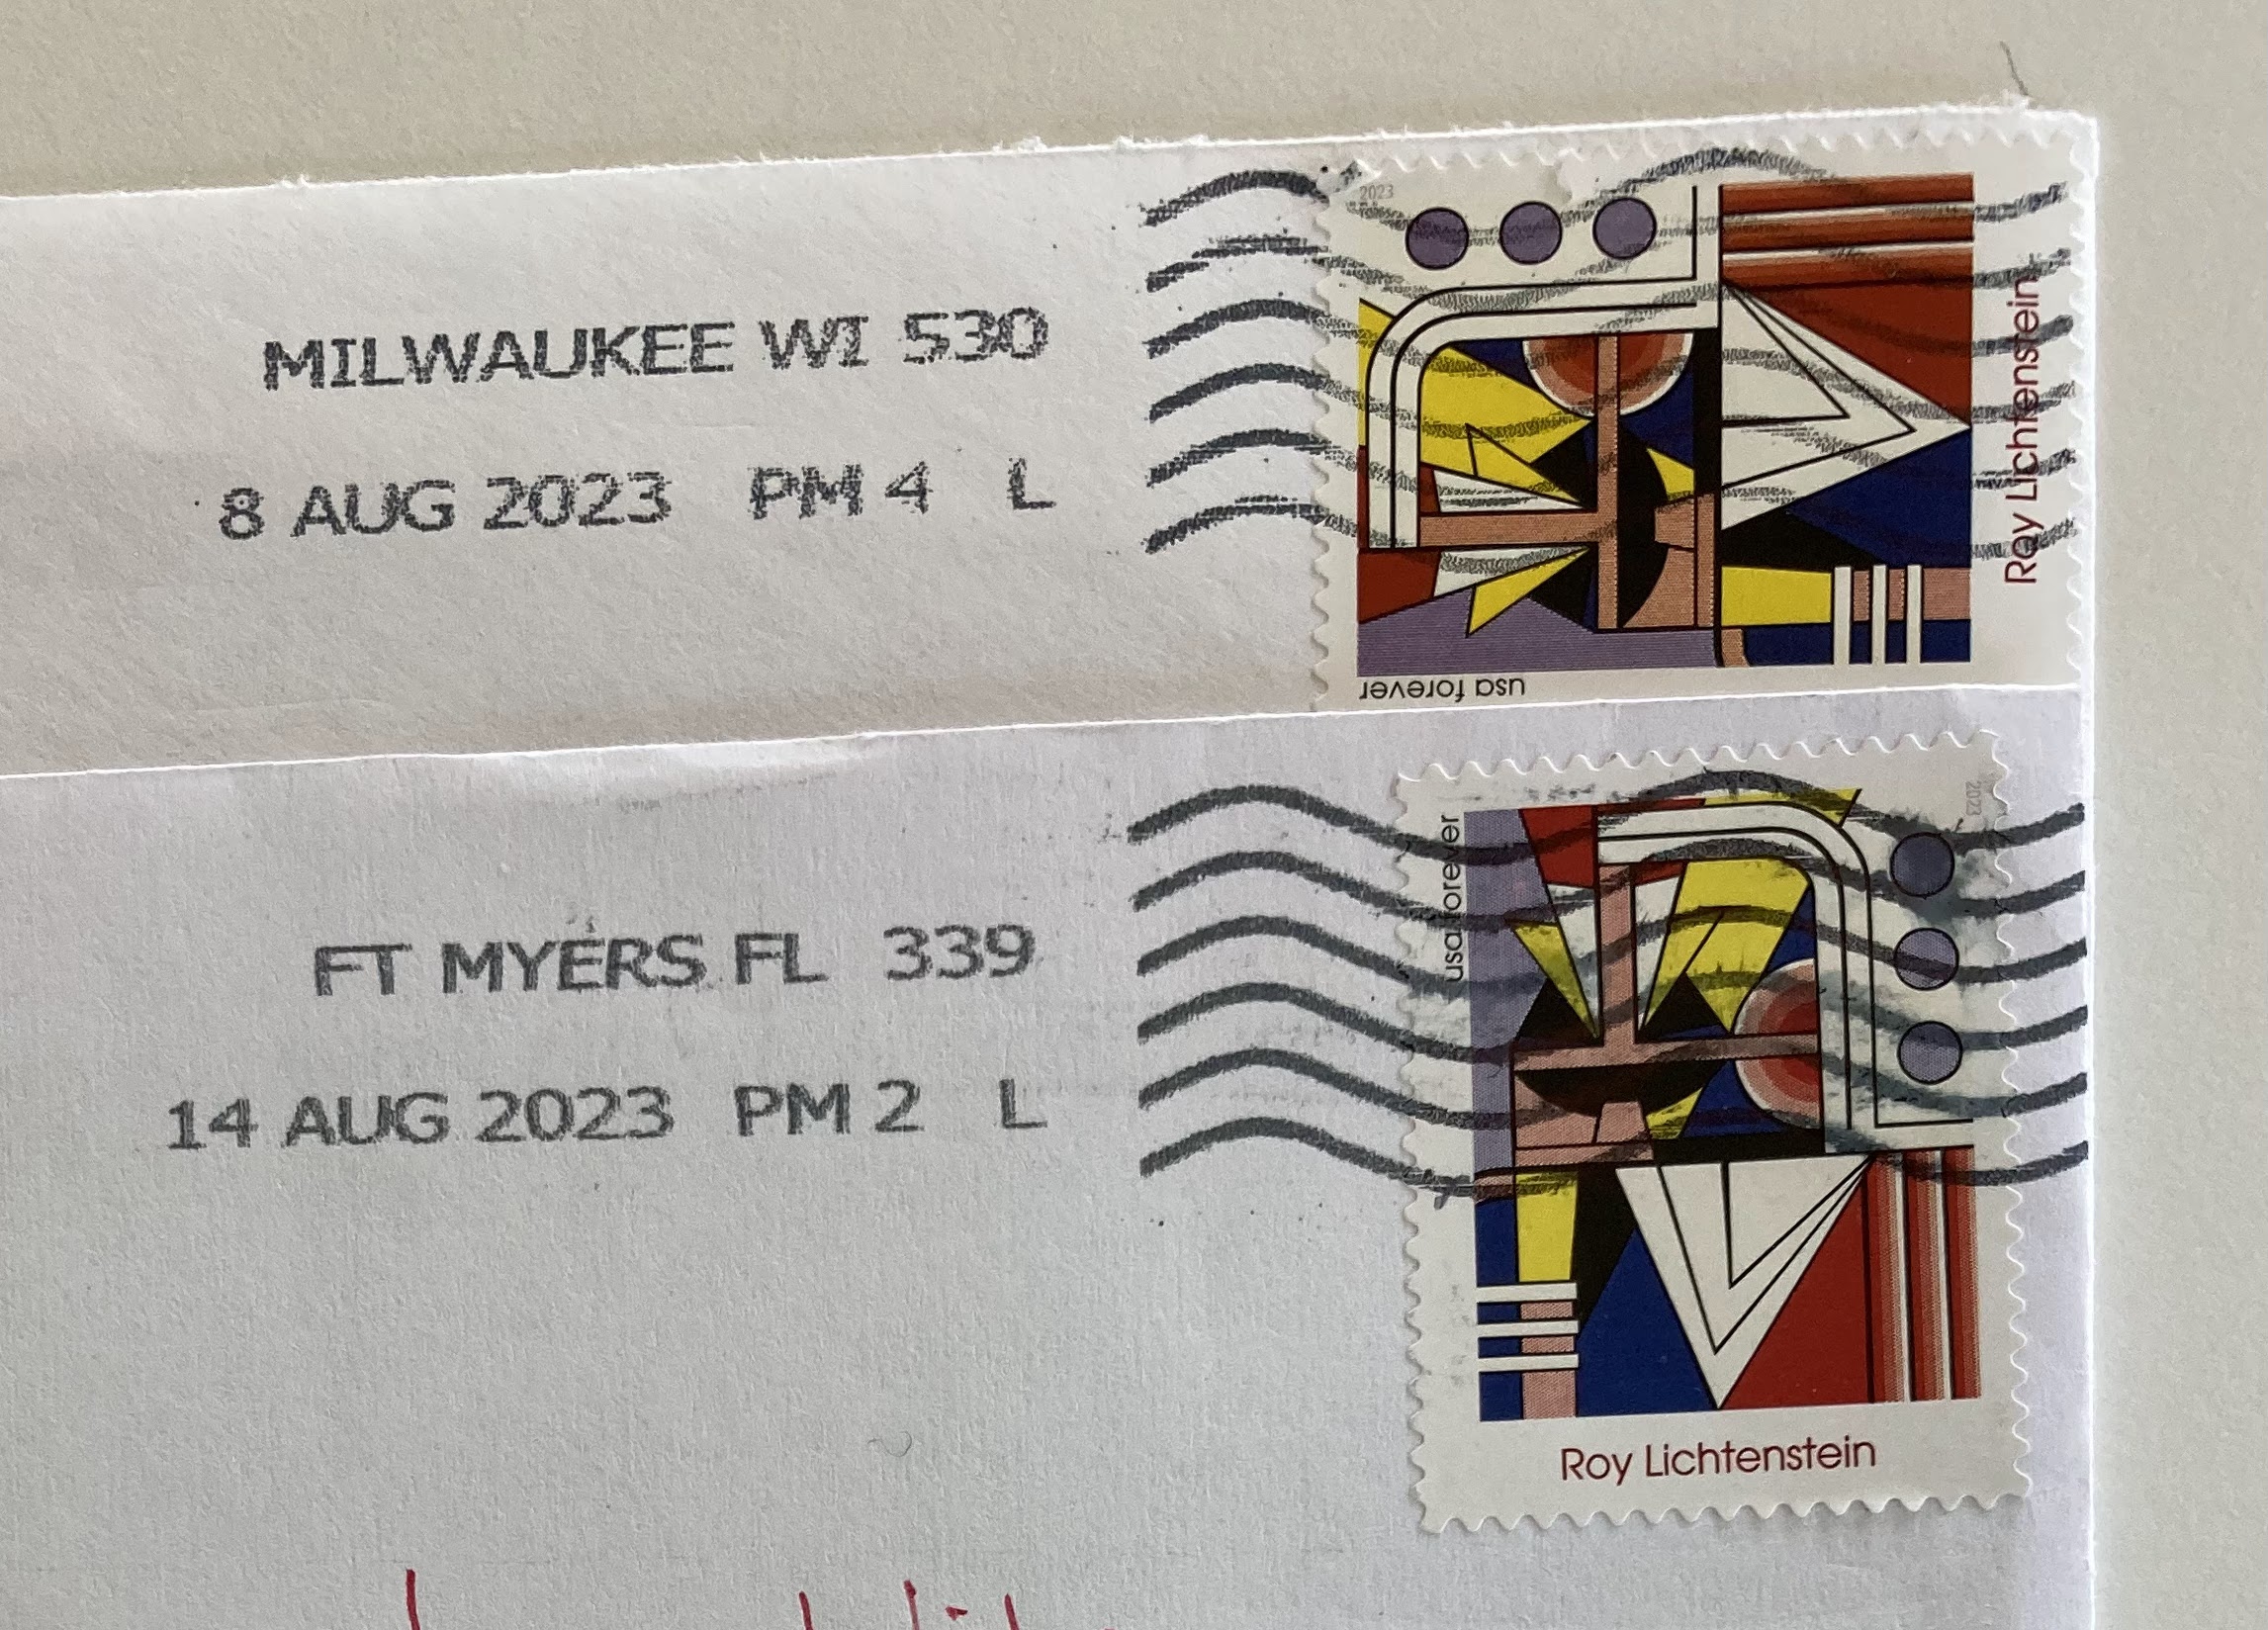 MILWAUKEE WI 530
8 AUG 2023 PM 4 L
2023
Roy Lichtenstein
usa forever
FT MYERS FL 339
14 AUG 2023 PM 2 L
usa forever
2023
Roy Lichtenstein